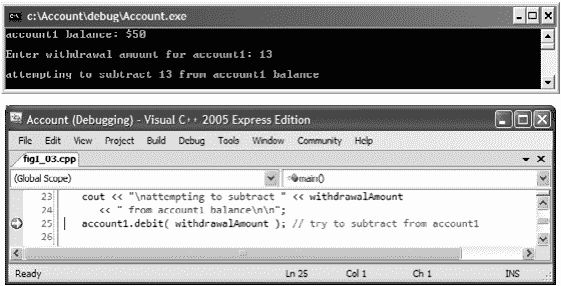 c:\Account\debug\Account.exe
account1 balance: $50
Enter withdrawal amount for account1: 13
attempting to subtract 13 from account1 balance
Account (Debugging) - Visual C++ 2005 Express Edition
File Edit View Project Build Debug Tools Window Community Help
fig1_03.cpp
(Global Scope) main()
23 cout << "\nattempting to subtract " << withdrawalAmount
24 << " from account1 balance\n\n";
25 account1.debit( withdrawalAmount ); // try to subtract from account1
26
Ready Ln 25 Col 1 Ch 1 INS